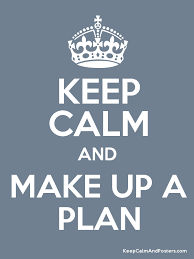 KEEP
CALM
AND
MAKE UP A
PLAN
KeepCalmAndPosters.com